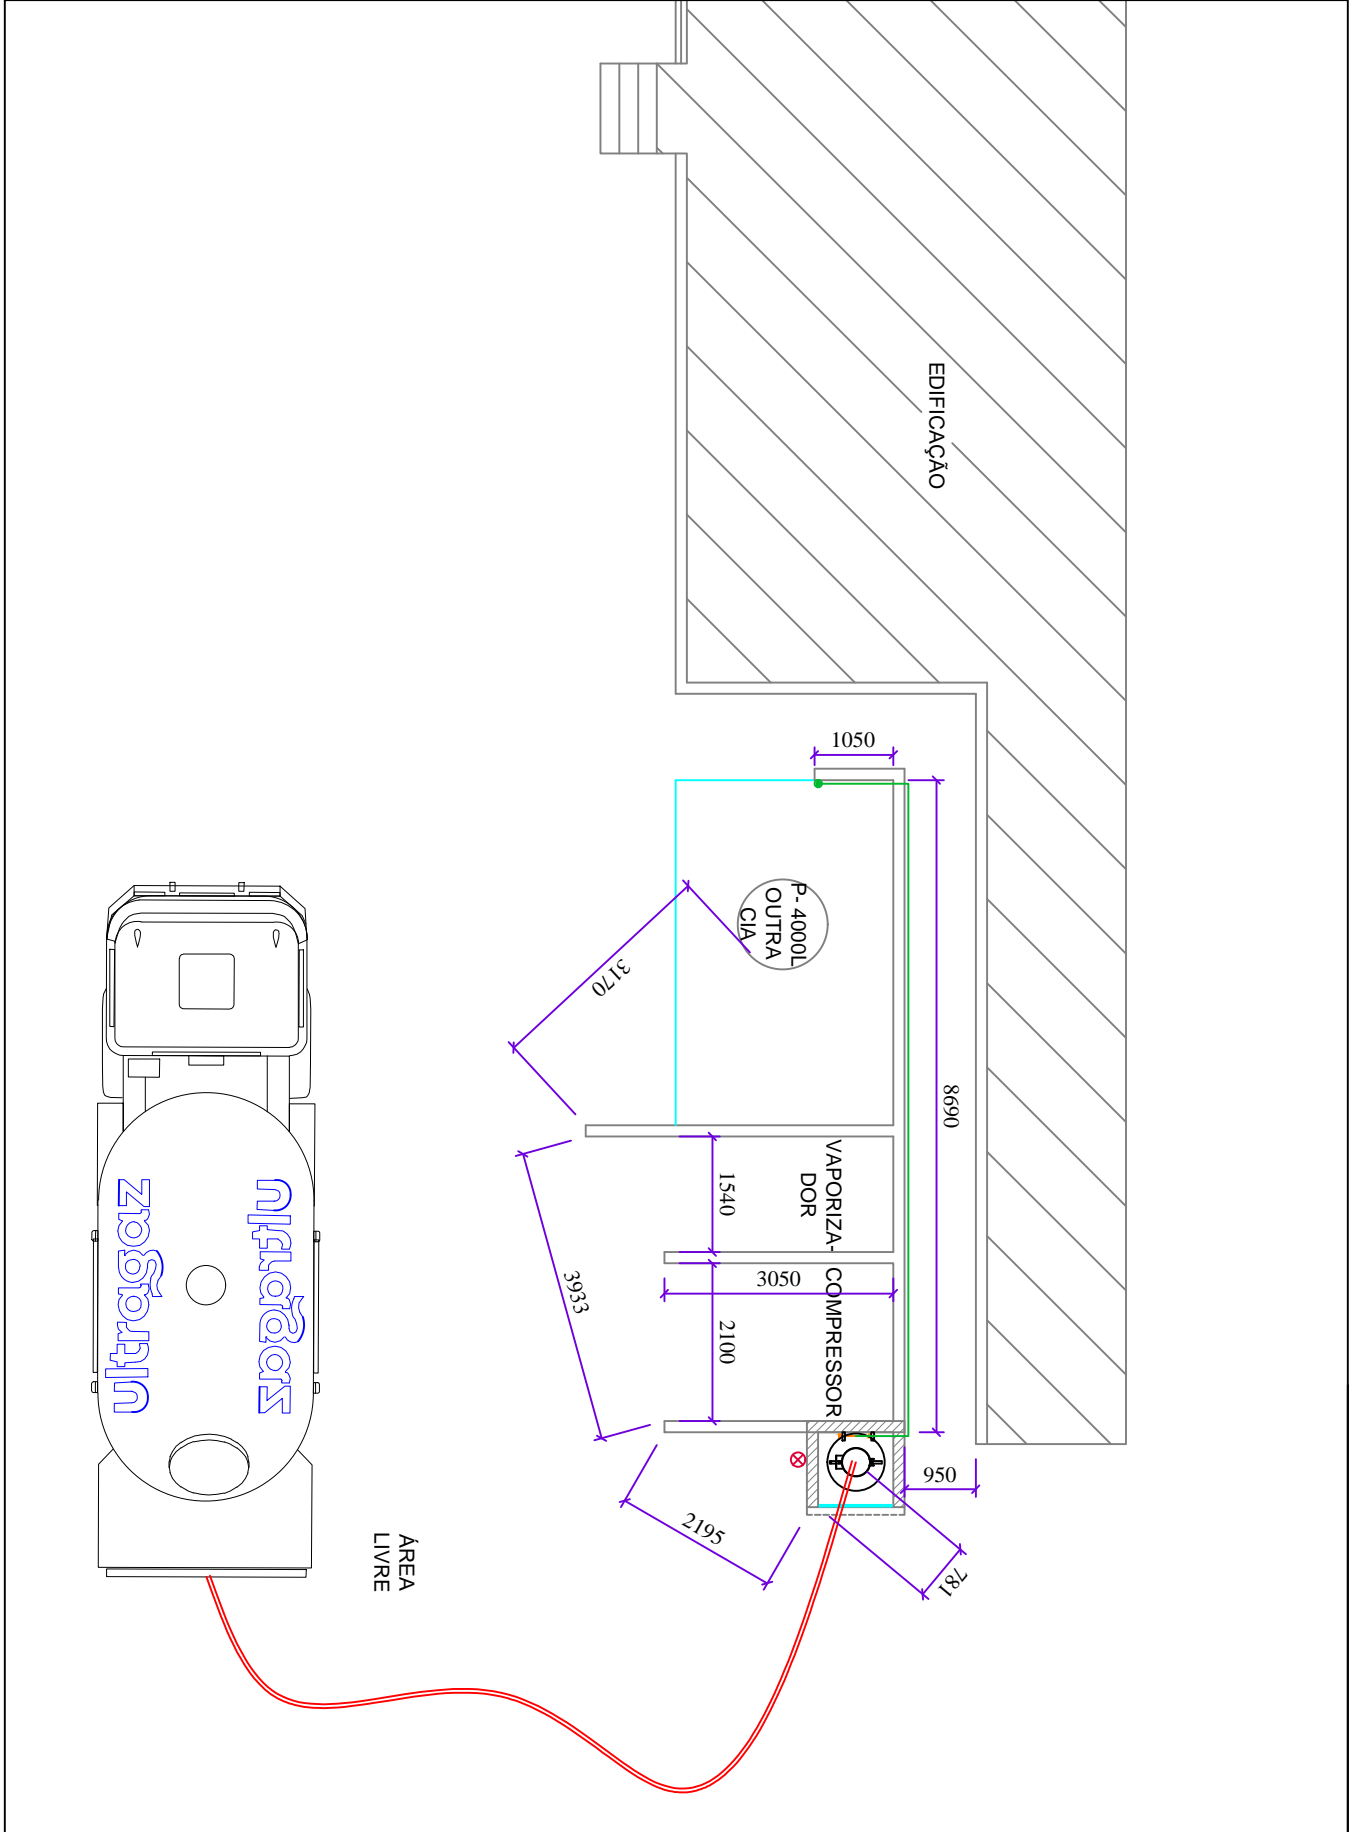 EDIFICAÇÃO
1050
8690
P- 4000L
OUTRA
CIA
3170
VAPORIZA-
DOR
1540
3933
3050
COMPRESSOR
2100
950
2195
781
ultragaz
ultragaz
ÁREA
LIVRE